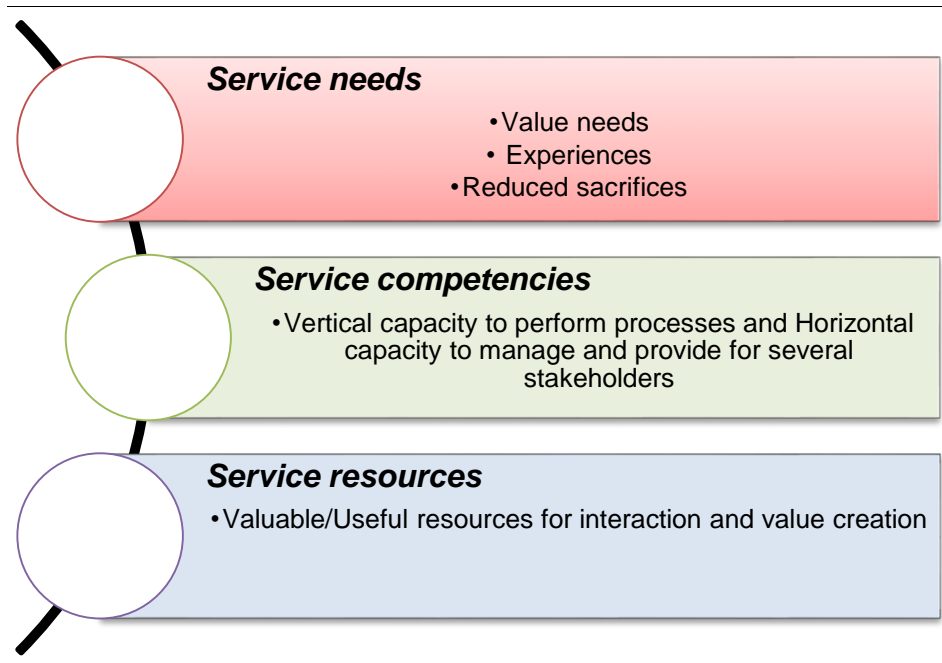 Service needs
•Value needs
• Experiences
•Reduced sacrifices
Service competencies
•Vertical capacity to perform processes and Horizontal
capacity to manage and provide for several
stakeholders
Service resources
•Valuable/Useful resources for interaction and value creation